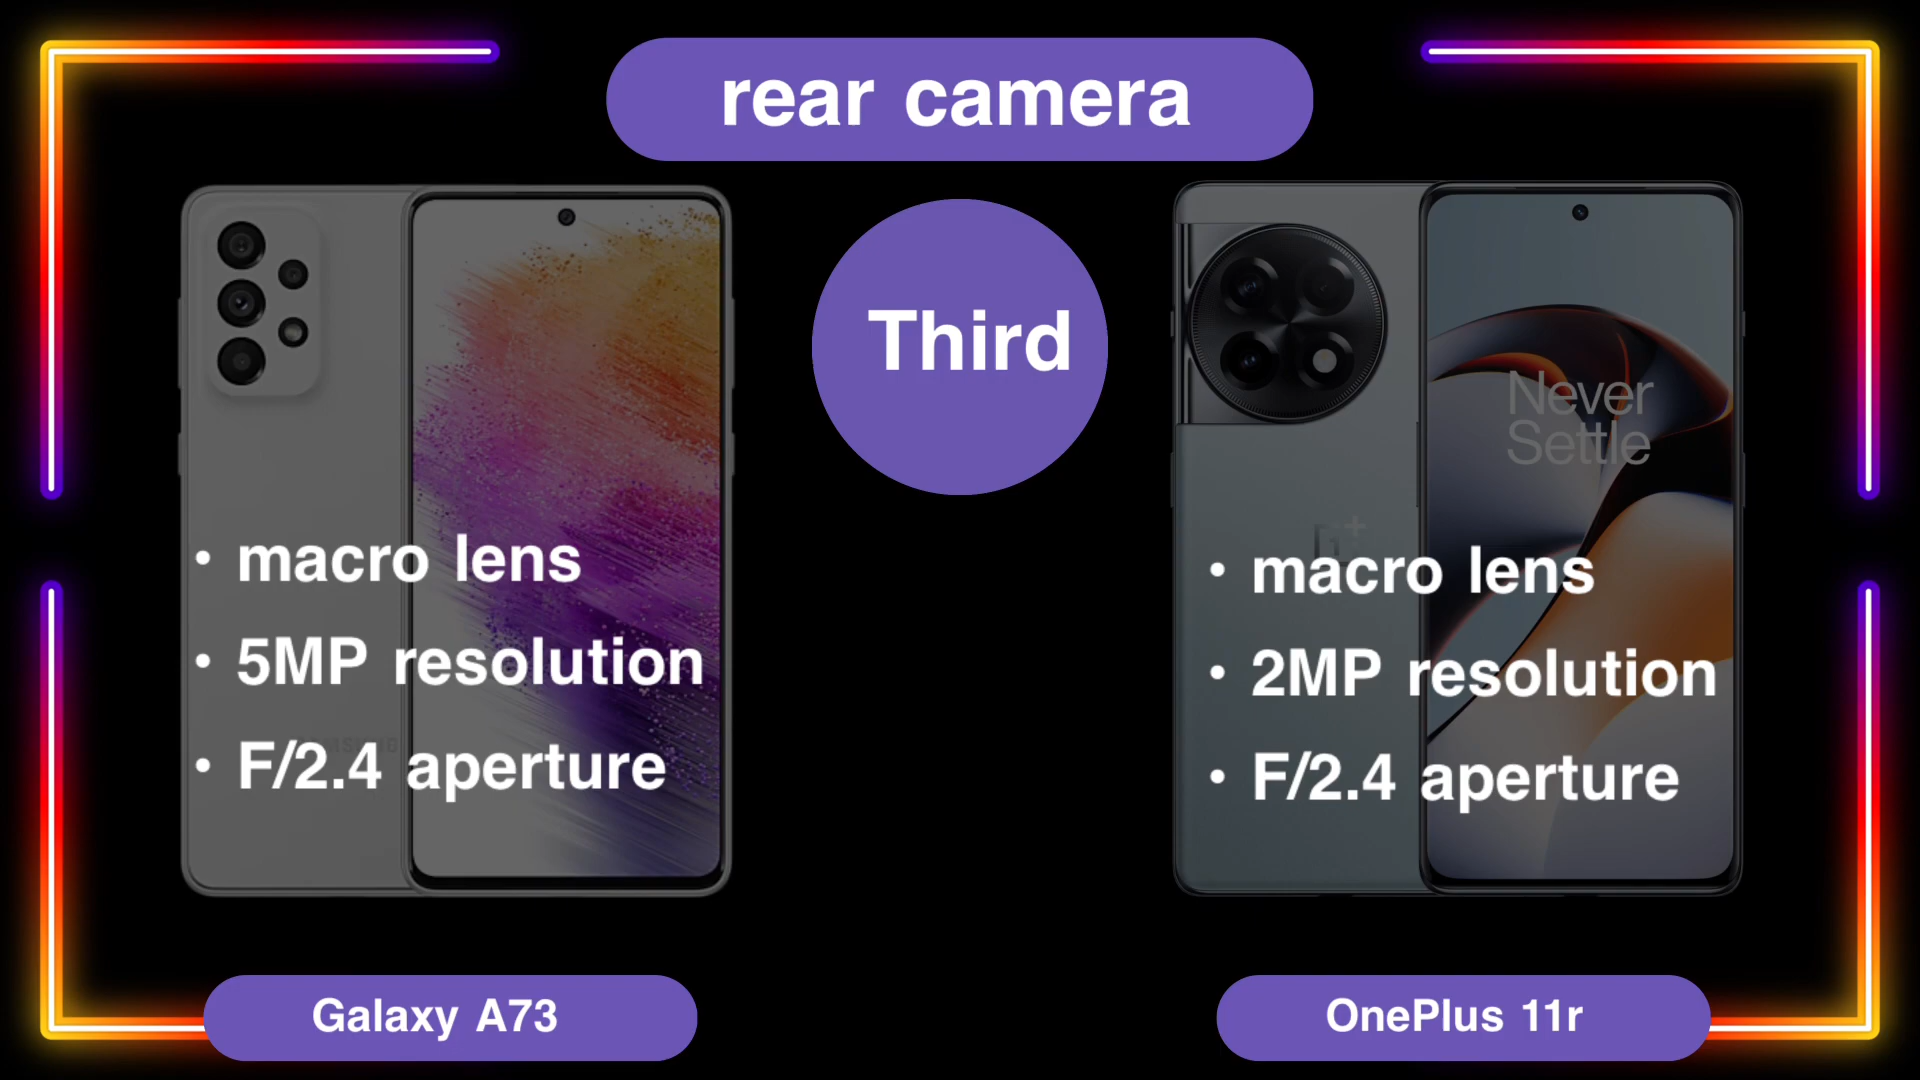 rear camera
Third
Never
Settle
• macro lens
• 5MP resolution
• F/2.4 aperture
SAMSUNG
• macro lens
• 2MP resolution
• F/2.4 aperture
Galaxy A73
OnePlus 11r